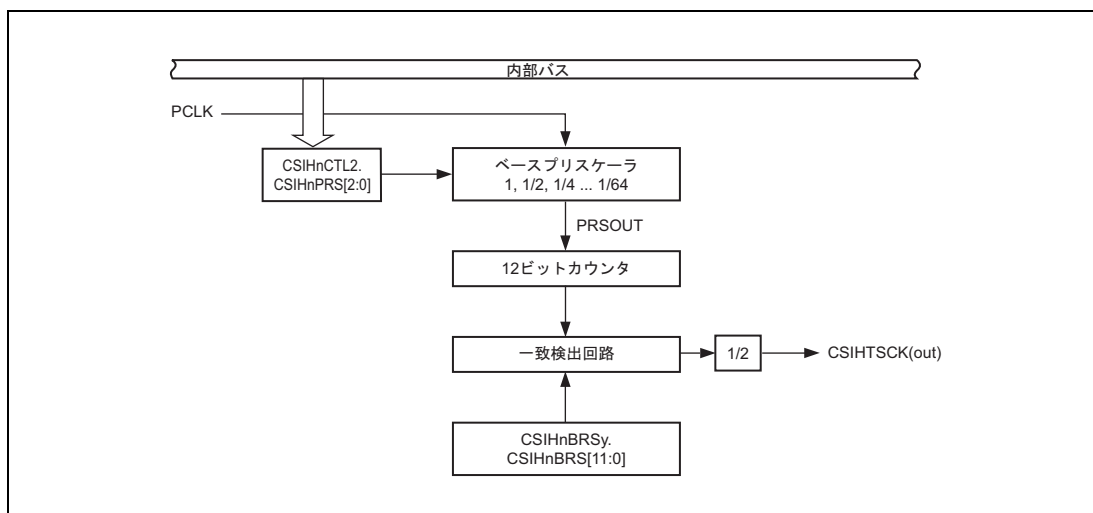 内部バス
PCLK
CSIHnCTL2.
CSIHnPRS[2:0]
ベースプリスケーラ
1, 1/2, 1/4 ... 1/64
PRSOUT
12ビットカウンタ
一致検出回路
1/2
CSIHTSCK(out)
CSIHnBRSy.
CSIHnBRS[11:0]